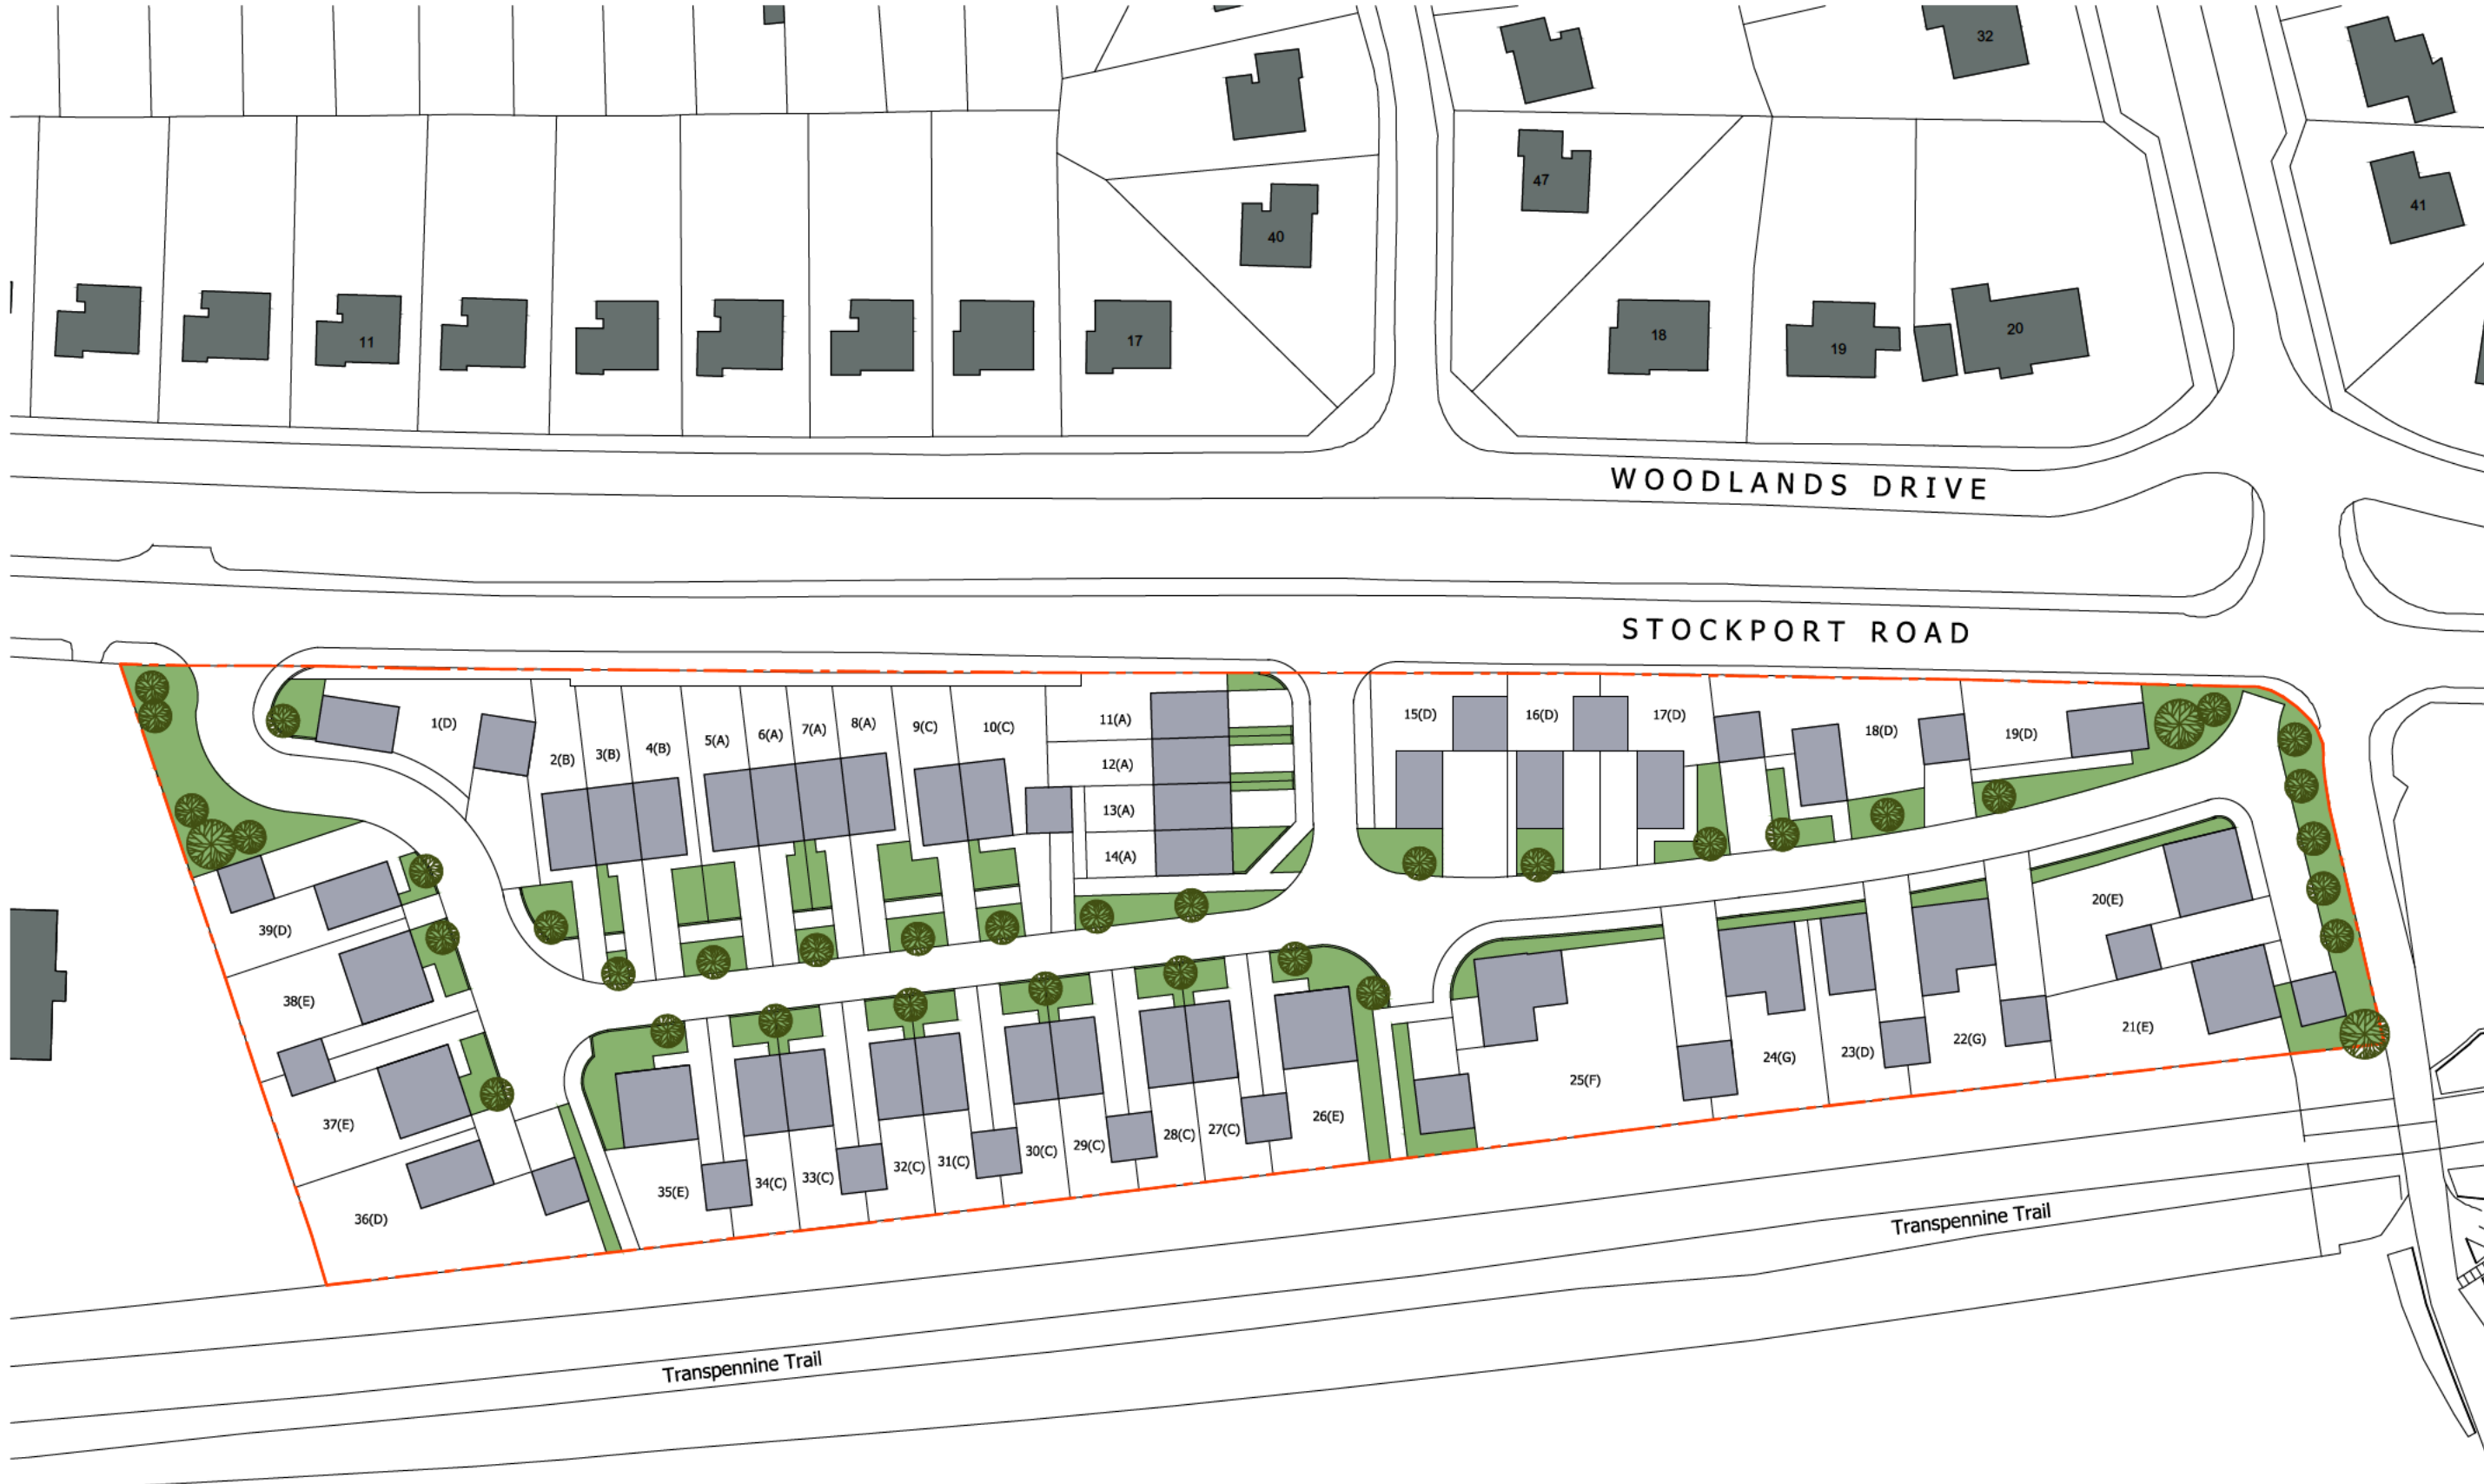 32
47
41
40
11
17
18
19
20
WOODLANDS DRIVE
STOCKPORT ROAD
1(D)
2(B)
3(B)
4(B)
5(A)
6(A)
7(A)
8(A)
9(C)
10(C)
11(A)
12(A)
13(A)
14(A)
15(D)
16(D)
17(D)
18(D)
19(D)
20(E)
21(E)
22(G)
23(D)
24(G)
25(F)
26(E)
27(C)
28(C)
29(C)
30(C)
31(C)
32(C)
33(C)
34(C)
35(E)
36(D)
37(E)
38(E)
39(D)
Transpennine Trail
Transpennine Trail